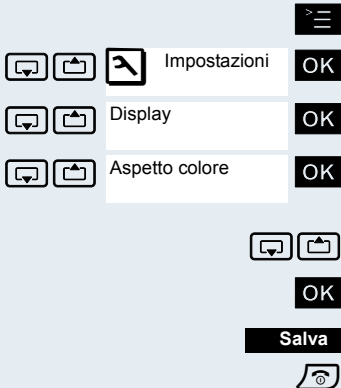 Impostazioni OK
Display OK
Aspetto colore OK
OK
Salva